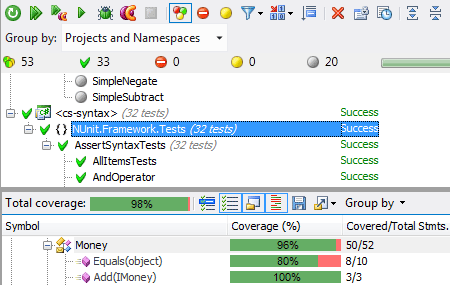 Group by: Projects and Namespaces
53 33 0 0 20
SimpleNegate
SimpleSubtract
<cs-syntax> (32 tests) Success
{ } NUnit.Framework.Tests (32 tests) Success
AssertSyntaxTests (32 tests) Success
AllItemsTests Success
AndOperator Success
Total coverage: 98% Group by
Symbol Coverage (%) Covered/Total Stmts.
Money 96% 50/52
Equals(object) 80% 8/10
Add(IMoney) 100% 3/3